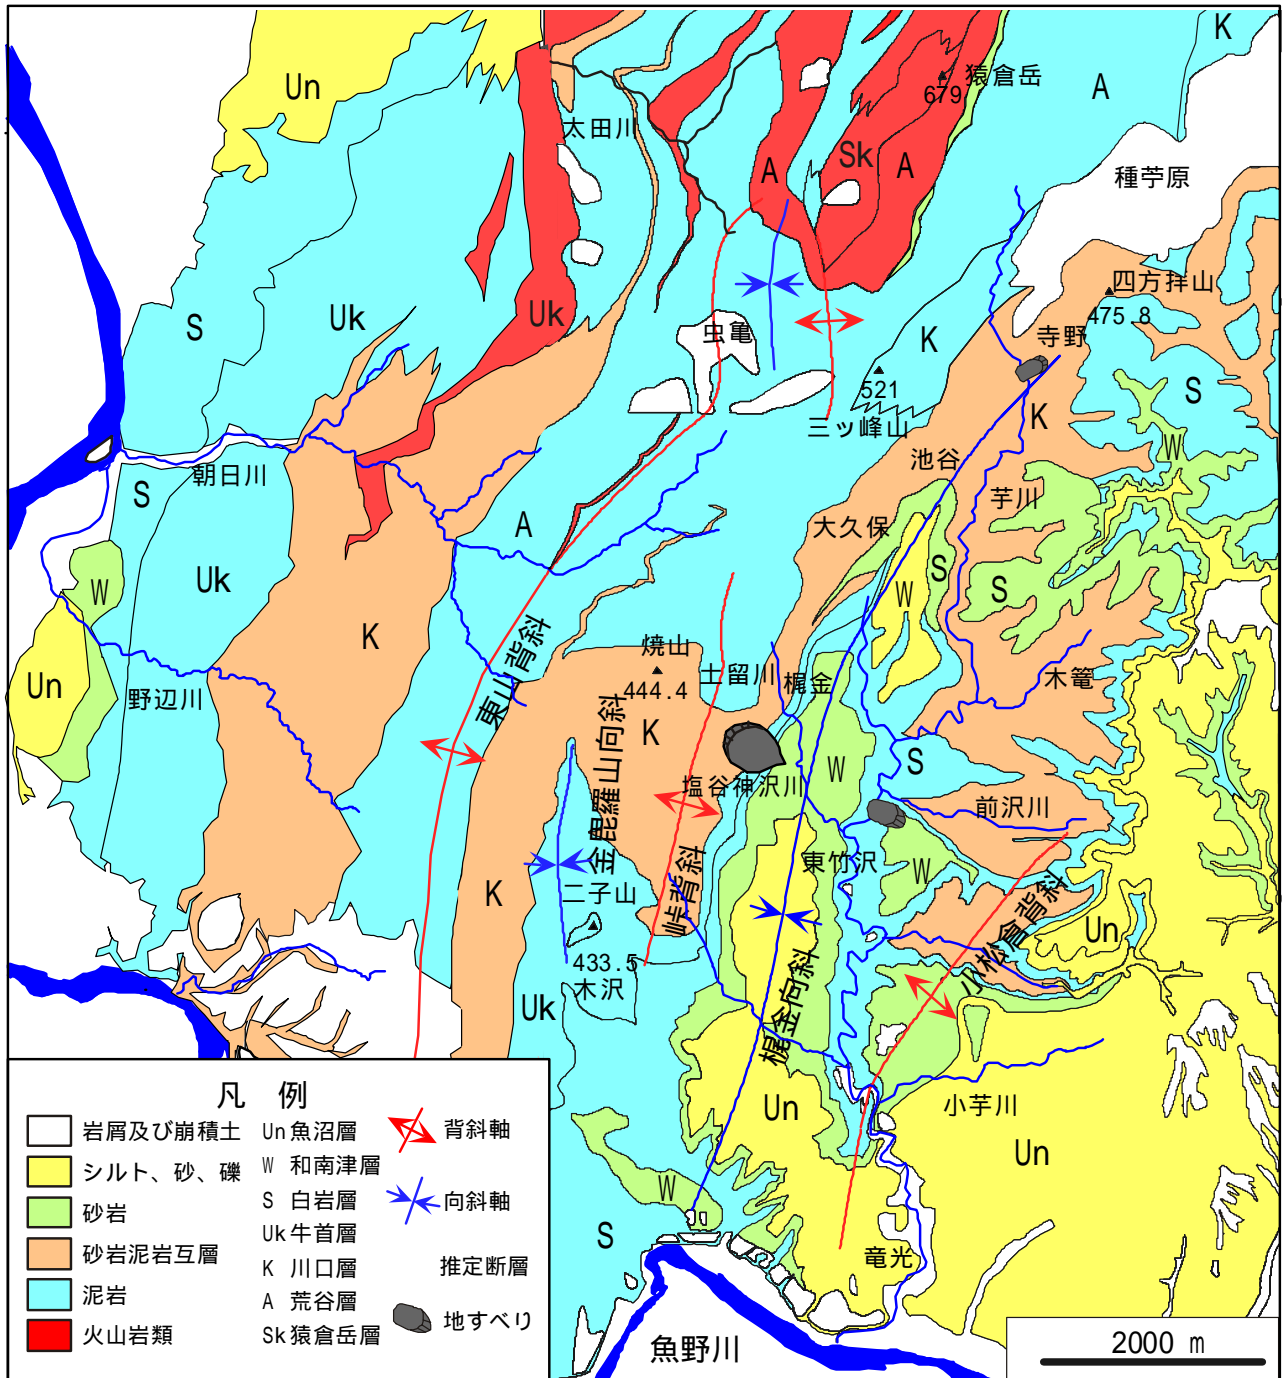 K
Un
猿倉岳
679
A
太田川
Sk
A
A
種苧原
四方拝山
475.8
S
Uk
Uk
虫亀
K
寺野
521
S
三ッ峰山
K
W
池谷
朝日川
S
芋川
A
大久保
Uk
W
S
S
W
K
焼山
土留川
梶金
木篭
Un
野辺川
444.4
東山背斜
K
金毘羅山向斜
S
W
塩谷神沢川
前沢川
東竹沢
W
K
二子山
峠背斜
小松倉背斜
Un
433.5
木沢
Uk
梶金向斜
Un
小芋川
Un
W
S
竜光
魚野川
2000 m
凡 例
岩屑及び崩積土
シルト、砂、礫
砂岩
砂岩泥岩互層
泥岩
火山岩類
Un 魚沼層
W 和南津層
S 白岩層
Uk 牛首層
K 川口層
A 荒谷層
Sk 猿倉岳層
背斜軸
向斜軸
推定断層
地すべり